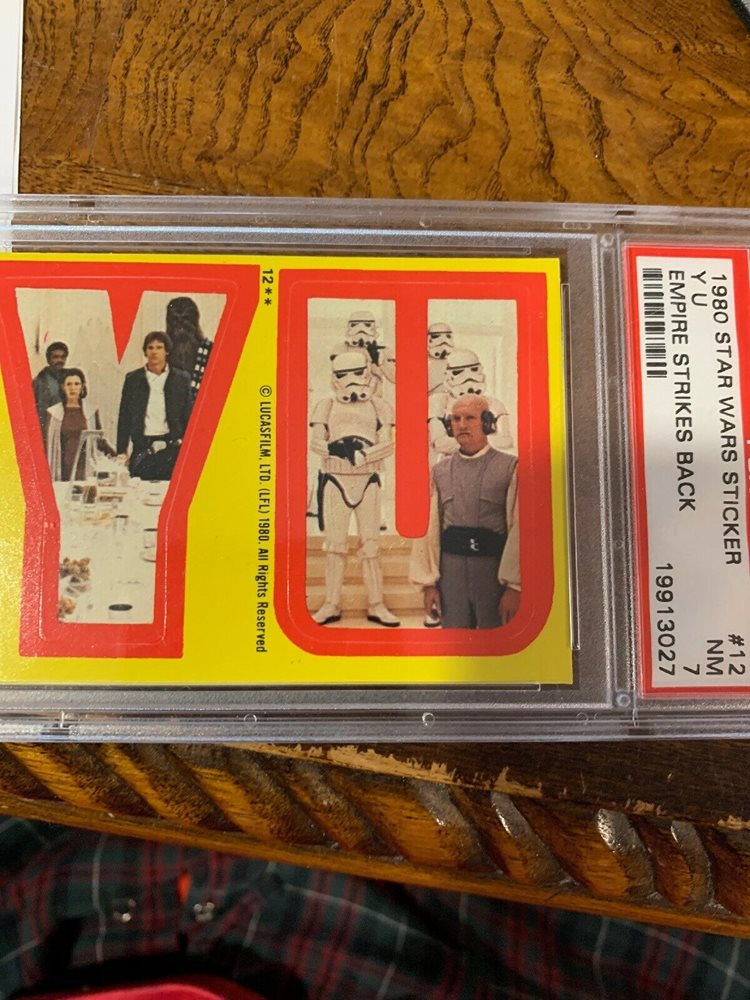 Y U
12**
© LUCASFILM, LTD. (LFL) 1980. All Rights Reserved
1980 STAR WARS STICKER #12
Y U NM
EMPIRE STRIKES BACK 7
19913027